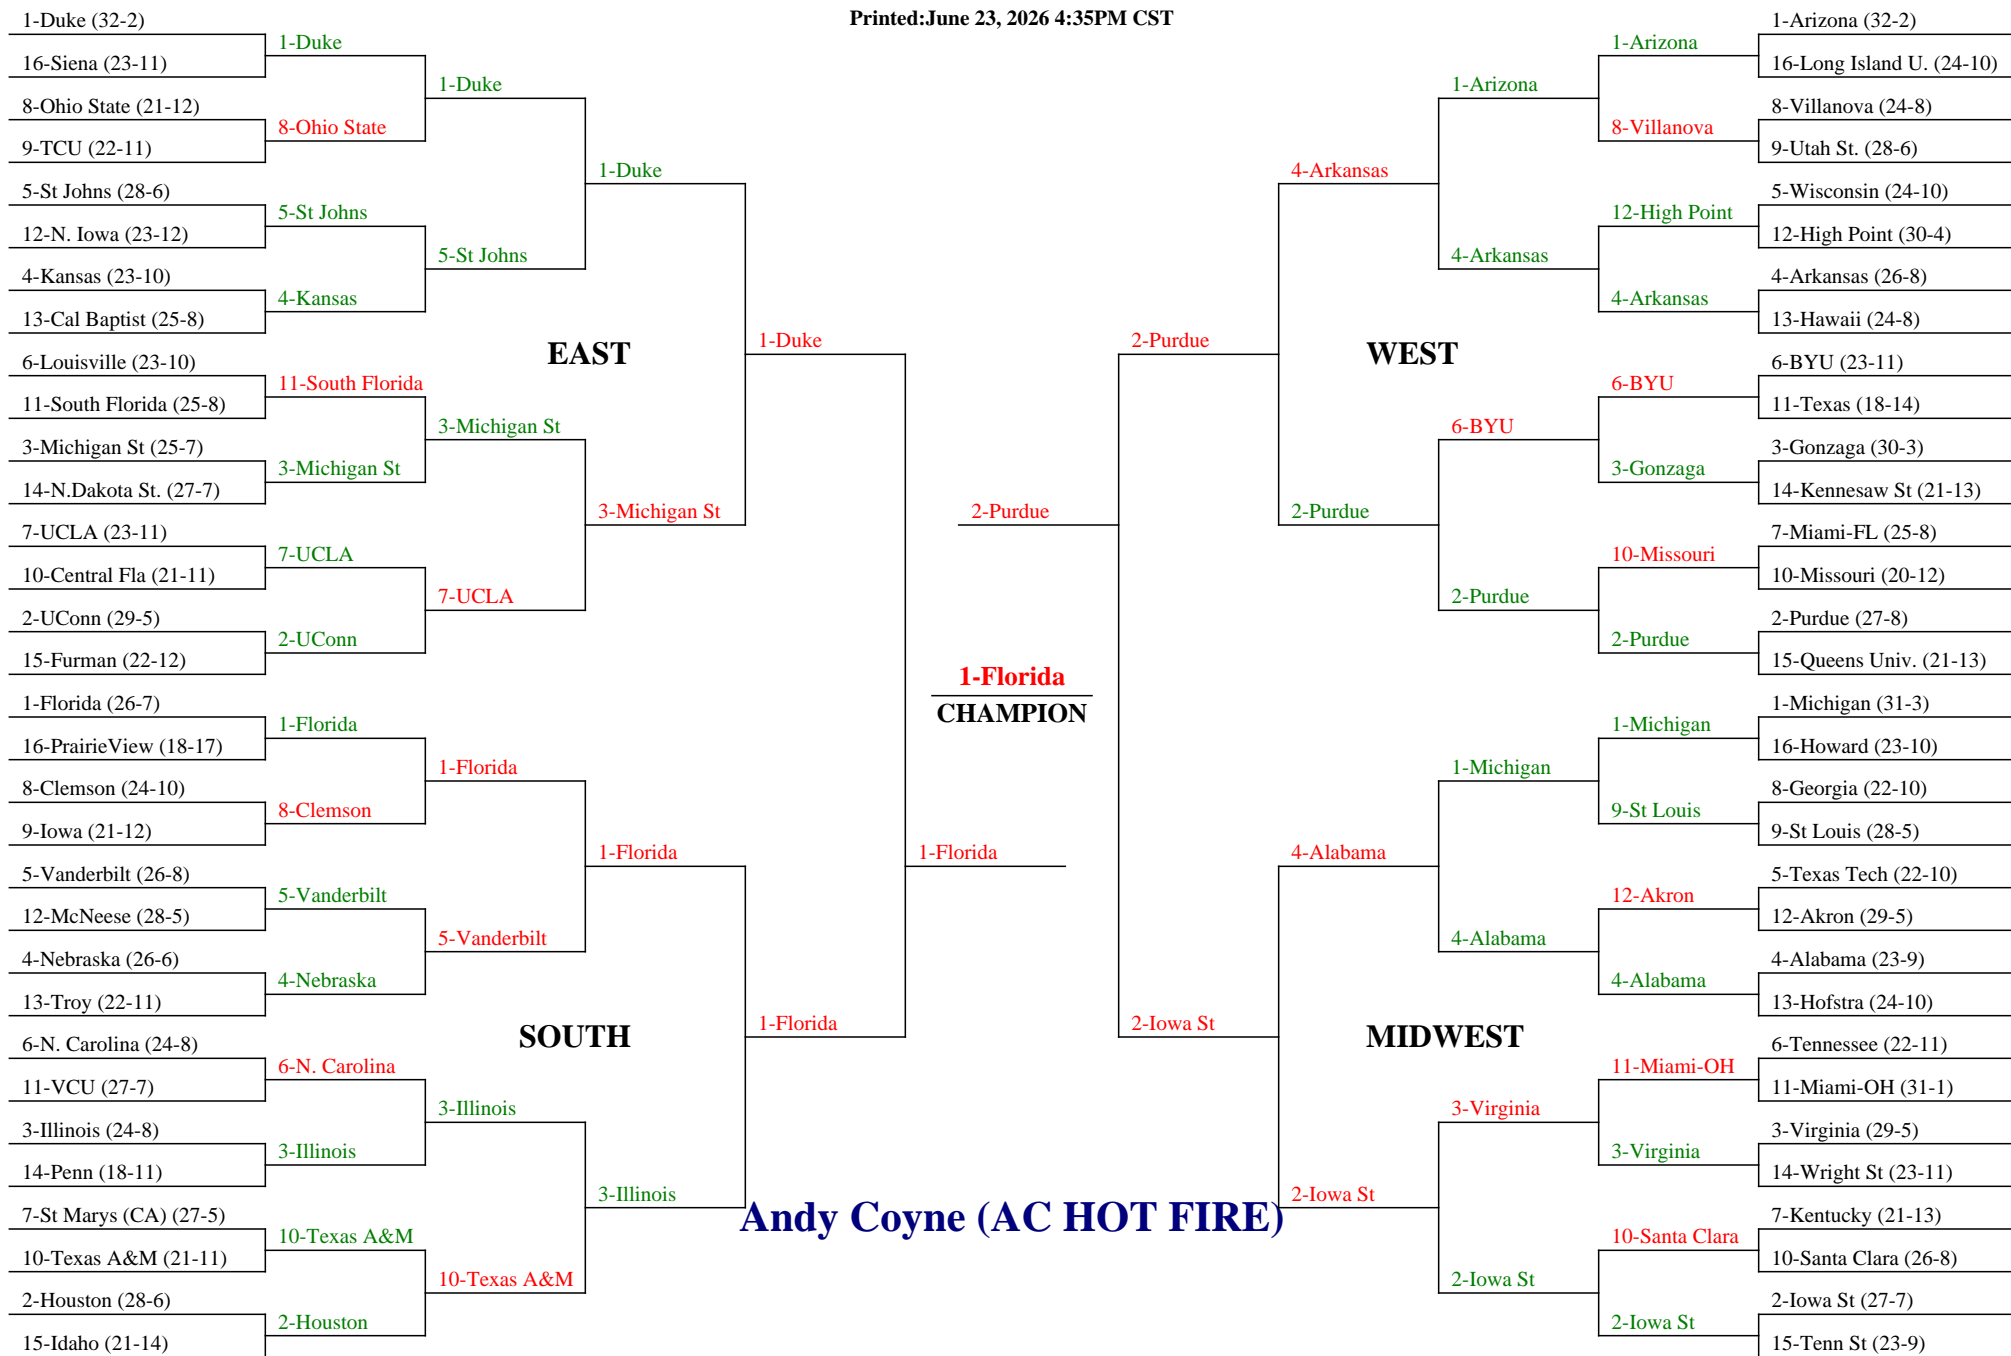 Printed:June 23, 2026 4:35PM CST
1-Duke (32-2)
16-Siena (23-11)
8-Ohio State (21-12)
9-TCU (22-11)
5-St Johns (28-6)
12-N. Iowa (23-12)
4-Kansas (23-10)
13-Cal Baptist (25-8)
6-Louisville (23-10)
11-South Florida (25-8)
3-Michigan St (25-7)
14-N.Dakota St. (27-7)
7-UCLA (23-11)
10-Central Fla (21-11)
2-UConn (29-5)
15-Furman (22-12)
1-Florida (26-7)
16-PrairieView (18-17)
8-Clemson (24-10)
9-Iowa (21-12)
5-Vanderbilt (26-8)
12-McNeese (28-5)
4-Nebraska (26-6)
13-Troy (22-11)
6-N. Carolina (24-8)
11-VCU (27-7)
3-Illinois (24-8)
14-Penn (18-11)
7-St Marys (CA) (27-5)
10-Texas A&M (21-11)
2-Houston (28-6)
15-Idaho (21-14)
1-Duke
8-Ohio State
5-St Johns
4-Kansas
11-South Florida
3-Michigan St
7-UCLA
2-UConn
1-Florida
8-Clemson
5-Vanderbilt
4-Nebraska
6-N. Carolina
3-Illinois
10-Texas A&M
2-Houston
1-Duke
5-St Johns
3-Michigan St
7-UCLA
1-Florida
5-Vanderbilt
3-Illinois
10-Texas A&M
EAST
SOUTH
1-Duke
3-Michigan St
1-Florida
3-Illinois
1-Duke
1-Florida
1-Florida
2-Purdue
1-Florida
CHAMPION
Andy Coyne (AC HOT FIRE)
2-Purdue
2-Iowa St
4-Arkansas
2-Purdue
4-Alabama
2-Iowa St
WEST
MIDWEST
1-Arizona
4-Arkansas
6-BYU
2-Purdue
1-Michigan
4-Alabama
3-Virginia
2-Iowa St
1-Arizona
8-Villanova
12-High Point
4-Arkansas
6-BYU
3-Gonzaga
10-Missouri
2-Purdue
1-Michigan
9-St Louis
12-Akron
4-Alabama
11-Miami-OH
3-Virginia
10-Santa Clara
2-Iowa St
1-Arizona (32-2)
16-Long Island U. (24-10)
8-Villanova (24-8)
9-Utah St. (28-6)
5-Wisconsin (24-10)
12-High Point (30-4)
4-Arkansas (26-8)
13-Hawaii (24-8)
6-BYU (23-11)
11-Texas (18-14)
3-Gonzaga (30-3)
14-Kennesaw St (21-13)
7-Miami-FL (25-8)
10-Missouri (20-12)
2-Purdue (27-8)
15-Queens Univ. (21-13)
1-Michigan (31-3)
16-Howard (23-10)
8-Georgia (22-10)
9-St Louis (28-5)
5-Texas Tech (22-10)
12-Akron (29-5)
4-Alabama (23-9)
13-Hofstra (24-10)
6-Tennessee (22-11)
11-Miami-OH (31-1)
3-Virginia (29-5)
14-Wright St (23-11)
7-Kentucky (21-13)
10-Santa Clara (26-8)
2-Iowa St (27-7)
15-Tenn St (23-9)